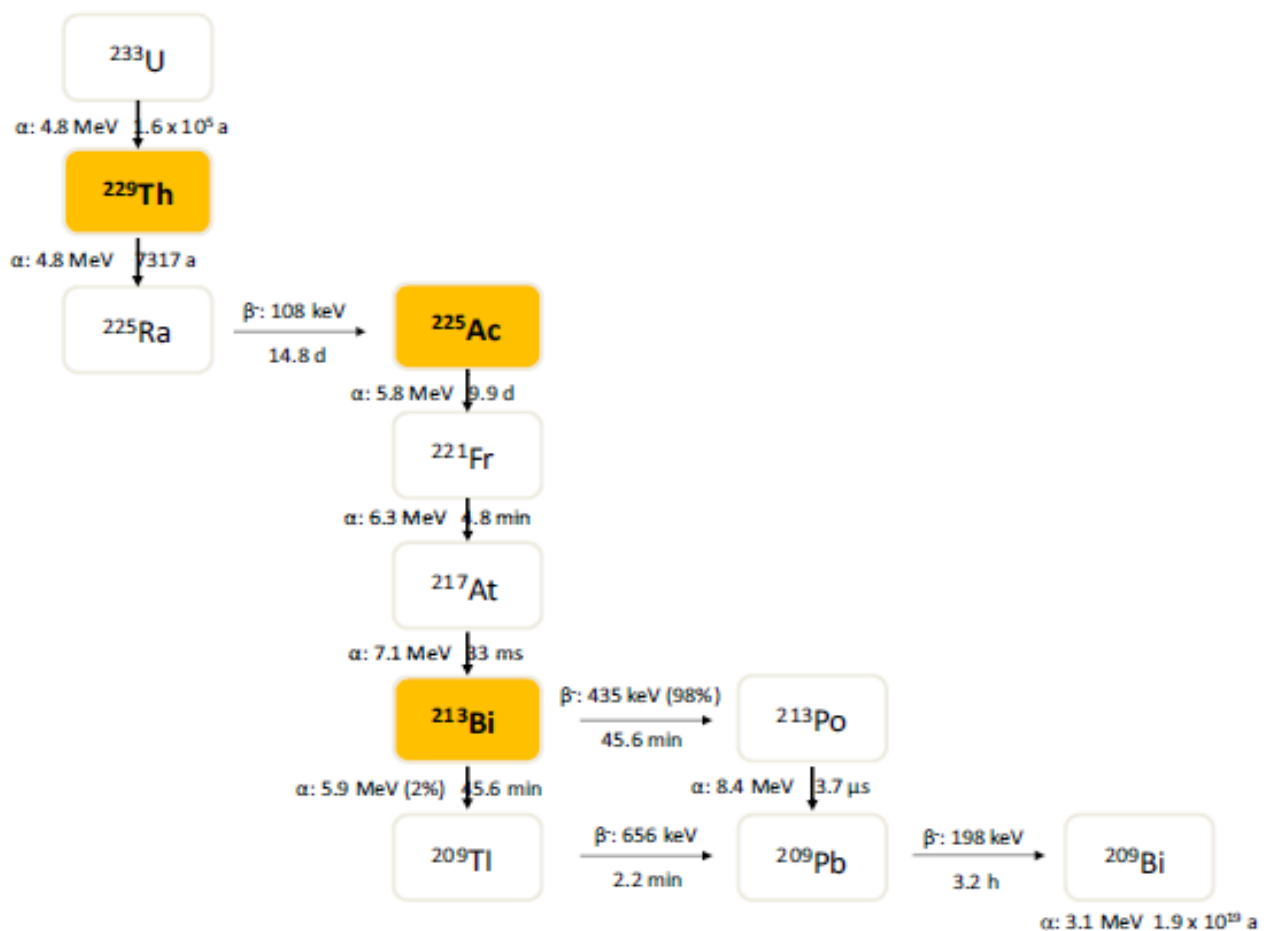 ²³³U
α: 4.8 MeV 1.6 x 10⁵ a
²²⁹Th
α: 4.8 MeV 7317 a
²²⁵Ra
β⁻: 108 keV
14.8 d
²²⁵Ac
α: 5.8 MeV 9.9 d
²²¹Fr
α: 6.3 MeV 4.8 min
²¹⁷At
α: 7.1 MeV 33 ms
²¹³Bi
β⁻: 435 keV (98%)
45.6 min
²¹³Po
α: 5.9 MeV (2%) 45.6 min
α: 8.4 MeV 3.7 µs
²⁰⁹Tl
β⁻: 656 keV
2.2 min
²⁰⁹Pb
β⁻: 198 keV
3.2 h
²⁰⁹Bi
α: 3.1 MeV 1.9 x 10¹⁹ a